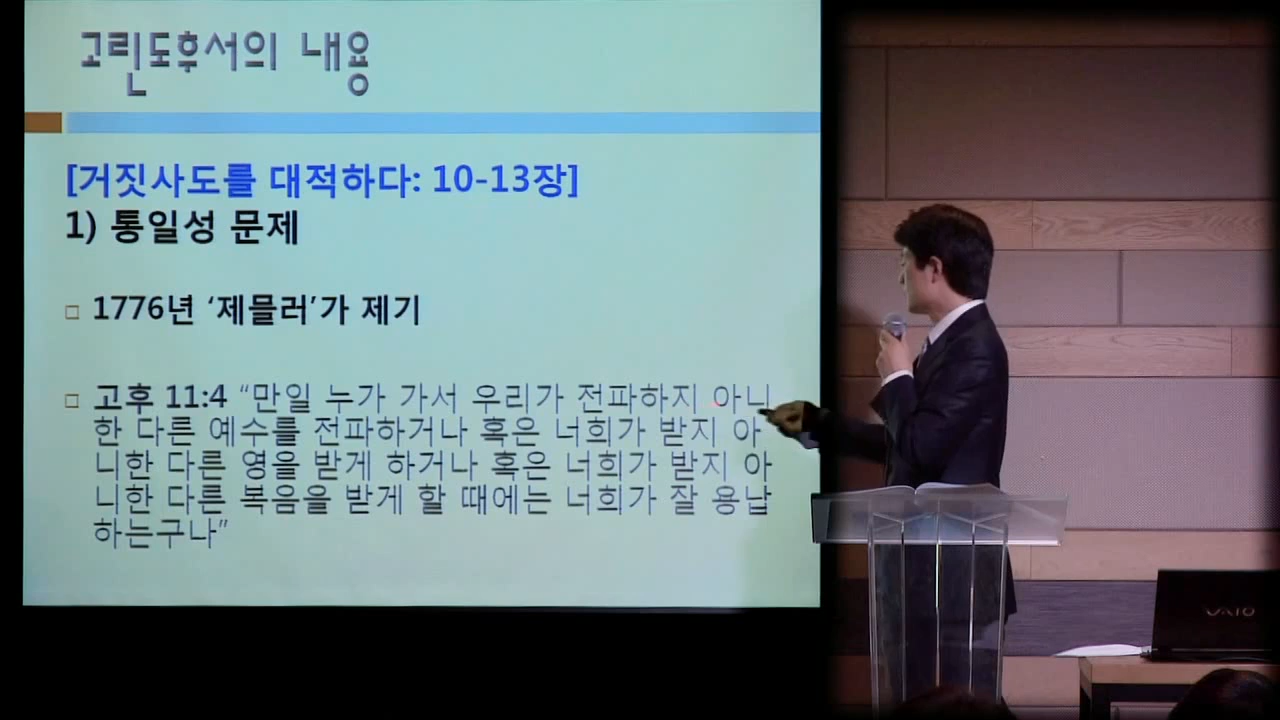 고린도후서의 내용
[거짓사도를 대적하다: 10-13장]
1) 통일성 문제
1776년 ‘제믈러’가 제기
고후 11:4 “만일 누가 가서 우리가 전파하지 아니
한 다른 예수를 전파하거나 혹은 너희가 받지 아
니한 다른 영을 받게 하거나 혹은 너희가 받지 아
니한 다른 복음을 받게 할 때에는 너희가 잘 용납
하는구나”
VAIO